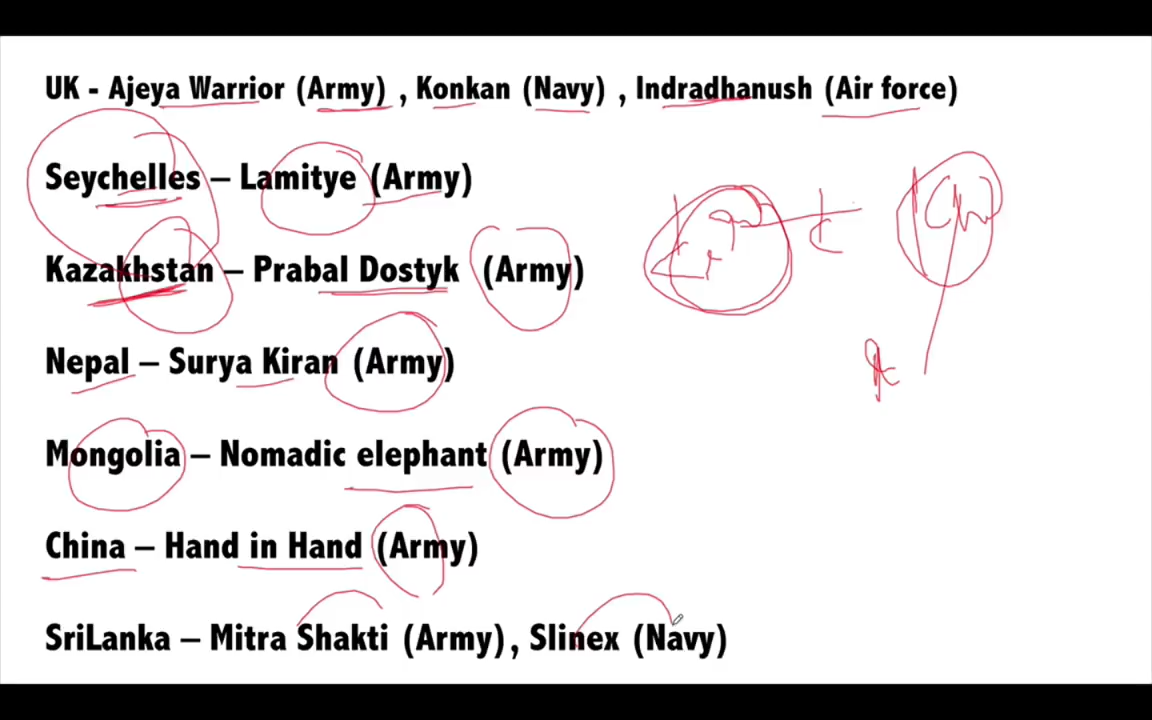 UK - Ajeya Warrior (Army) , Konkan (Navy) , Indradhanush (Air force)
Seychelles – Lamitye (Army)
Kazakhstan – Prabal Dostyk (Army)
Nepal – Surya Kiran (Army)
Mongolia – Nomadic elephant (Army)
China – Hand in Hand (Army)
SriLanka – Mitra Shakti (Army), Slinex (Navy)